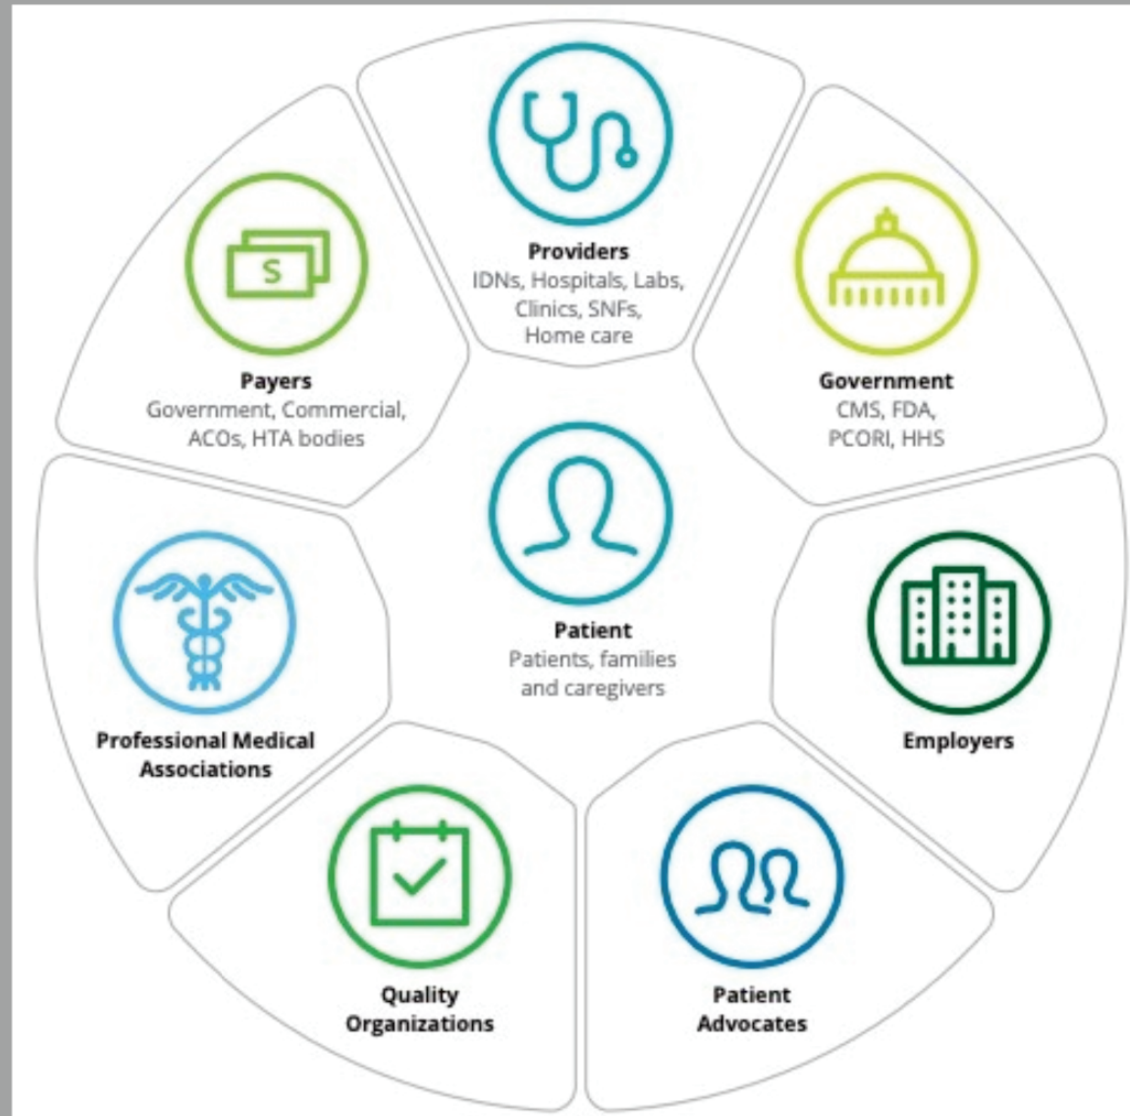 Providers
IDNs, Hospitals, Labs,
Clinics, SNFs,
Home care
Payers
Government, Commercial,
ACOs, HTA bodies
S
Government
CMS, FDA,
PCORI, HHS
Patient
Patients, families
and caregivers
Professional Medical
Associations
Employers
Quality
Organizations
Patient
Advocates